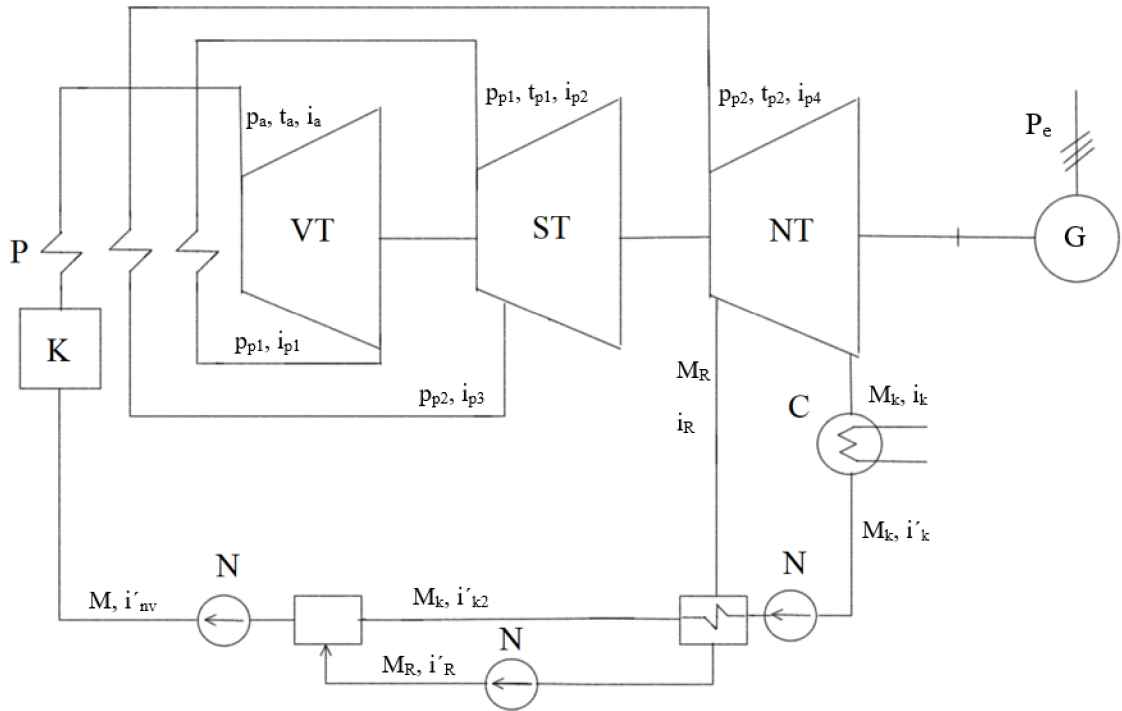 pp1, tp1, ip2
pp2, tp2, ip4
pa, ta, ia
Pe
VT
ST
NT
G
P
K
pp1, ip1
MR
iR
pp2, ip3
C
Mk, ik
Mk, i´k
N
N
M, i´nv
Mk, i´k2
N
MR, i´R